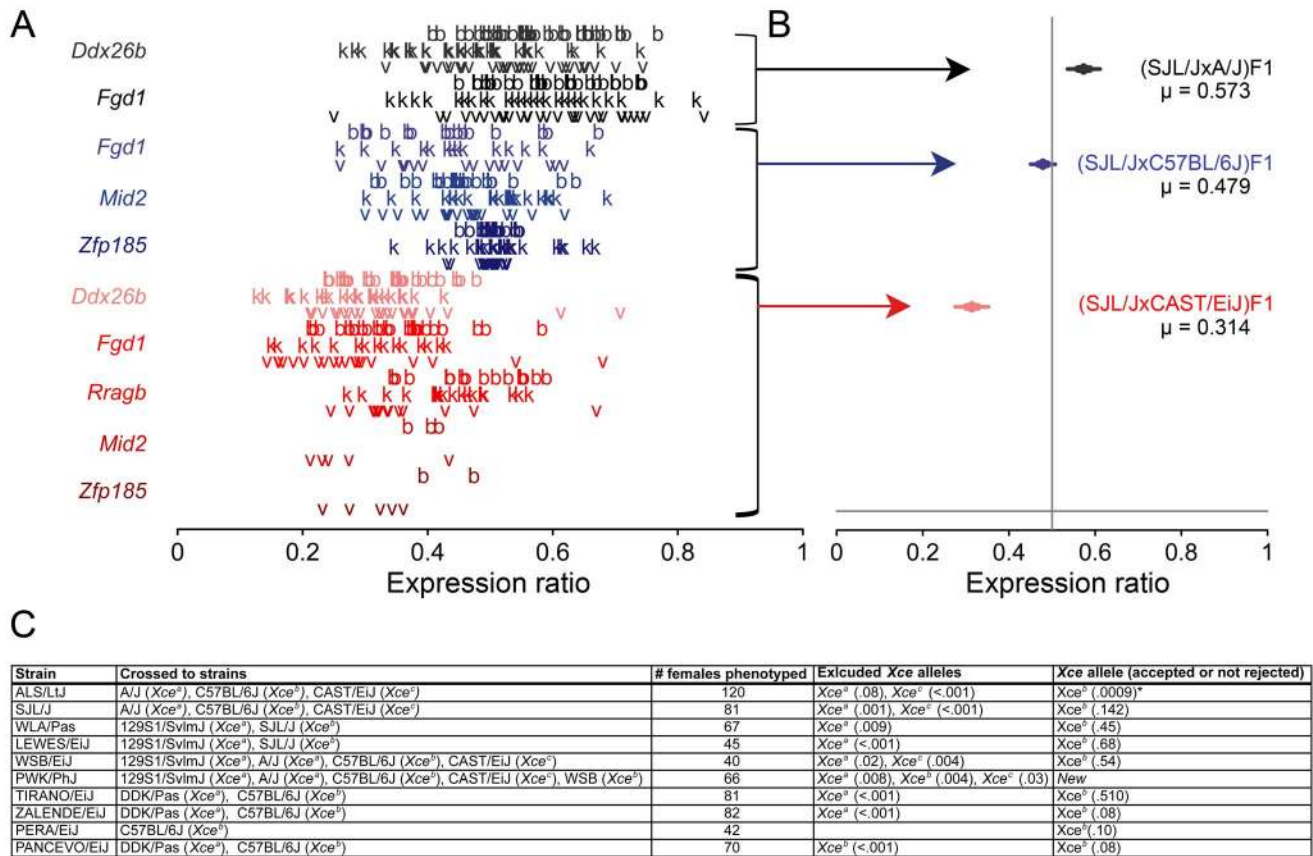 A
B
Ddx26b
Fgd1
Fgd1
Mid2
Zfp185
Ddx26b
Fgd1
Rragb
Mid2
Zfp185
0 0.2 0.4 0.6 0.8 1
Expression ratio
(SJL/JxA/J)F1
μ = 0.573
(SJL/JxC57BL/6J)F1
μ = 0.479
(SJL/JxCAST/EiJ)F1
μ = 0.314
0 0.2 0.4 0.6 0.8 1
Expression ratio
C
Strain Crossed to strains # females phenotyped Exlcuded Xce alleles Xce allele (accepted or not rejected)
ALS/LtJ A/J (Xceᵃ), C57BL/6J (Xceᵇ), CAST/EiJ (Xceᶜ) 120 Xceᵃ (.08), Xceᶜ (<.001) Xceᵇ (.0009)*
SJL/J A/J (Xceᵃ), C57BL/6J (Xceᵇ), CAST/EiJ (Xceᶜ) 81 Xceᵃ (.001), Xceᶜ (<.001) Xceᵇ (.142)
WLA/Pas 129S1/SvImJ (Xceᵃ), SJL/J (Xceᵇ) 67 Xceᵃ (.009) Xceᵇ (.45)
LEWES/EiJ 129S1/SvImJ (Xceᵃ), SJL/J (Xceᵇ) 45 Xceᵃ (<.001) Xceᵇ (.68)
WSB/EiJ 129S1/SvImJ (Xceᵃ), A/J (Xceᵃ), C57BL/6J (Xceᵇ), CAST/EiJ (Xceᶜ) 40 Xceᵃ (.02), Xceᶜ (.004) Xceᵇ (.54)
PWK/PhJ 129S1/SvImJ (Xceᵃ), A/J (Xceᵃ), C57BL/6J (Xceᵇ), CAST/EiJ (Xceᶜ), WSB (Xceᵇ) 66 Xceᵃ (.008), Xceᵇ (.004), Xceᶜ (.03) New
TIRANO/EiJ DDK/Pas (Xceᵃ), C57BL/6J (Xceᵇ) 81 Xceᵃ (<.001) Xceᵇ (.510)
ZALENDE/EiJ DDK/Pas (Xceᵃ), C57BL/6J (Xceᵇ) 82 Xceᵃ (<.001) Xceᵇ (.08)
PERA/EiJ C57BL/6J (Xceᵇ) 42 Xceᵇ(.10)
PANCEVO/EiJ DDK/Pas (Xceᵃ), C57BL/6J (Xceᵇ) 70 Xceᵇ (<.001) Xceᵇ (.08)